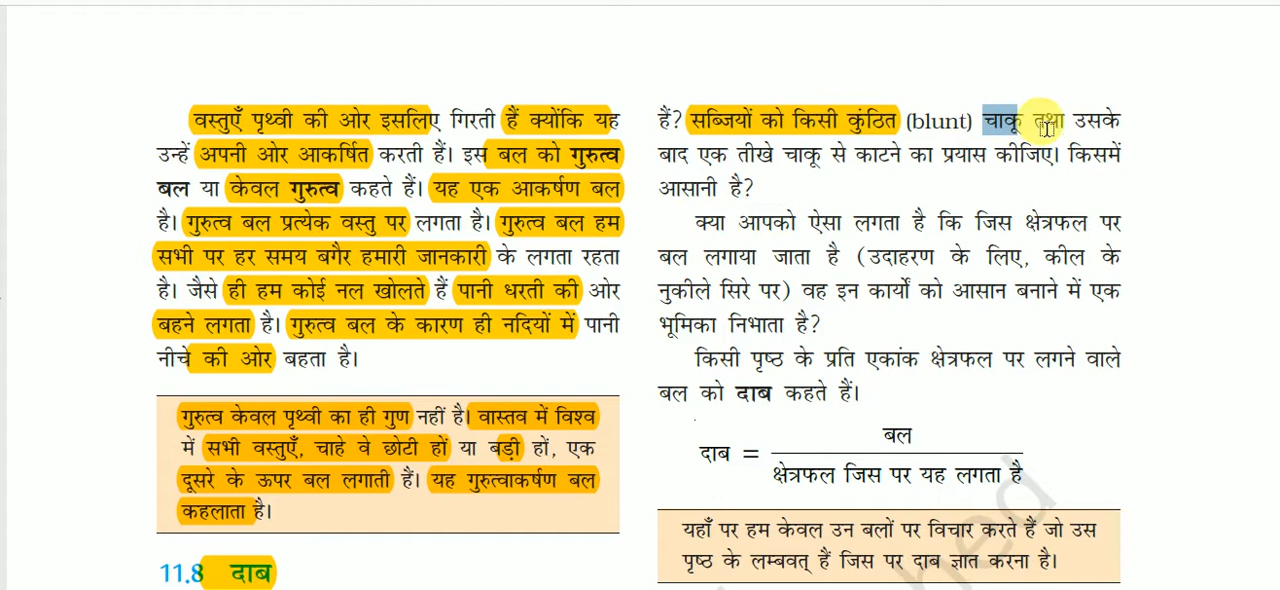 वस्तुएँ पृथ्वी की ओर इसलिए गिरती हैं क्योंकि यह
उन्हें अपनी ओर आकर्षित करती हैं। इस बल को गुरुत्व
बल या केवल गुरुत्व कहते हैं। यह एक आकर्षण बल
है। गुरुत्व बल प्रत्येक वस्तु पर लगता है। गुरुत्व बल हम
सभी पर हर समय बगैर हमारी जानकारी के लगता रहता
है। जैसे ही हम कोई नल खोलते हैं पानी धरती की ओर
बहने लगता है। गुरुत्व बल के कारण ही नदियों में पानी
नीचे की ओर बहता है।
गुरुत्व केवल पृथ्वी का ही गुण नहीं है। वास्तव में विश्व
में सभी वस्तुएँ, चाहे वे छोटी हों या बड़ी हों, एक
दूसरे के ऊपर बल लगाती हैं। यह गुरुत्वाकर्षण बल
कहलाता है।
11.8 दाब
हैं? सब्जियों को किसी कुंठित (blunt) चाकू तथा उसके
बाद एक तीखे चाकू से काटने का प्रयास कीजिए। किसमें
आसानी है?
क्या आपको ऐसा लगता है कि जिस क्षेत्रफल पर
बल लगाया जाता है (उदाहरण के लिए, कील के
नुकीले सिरे पर) वह इन कार्यों को आसान बनाने में एक
भूमिका निभाता है?
किसी पृष्ठ के प्रति एकांक क्षेत्रफल पर लगने वाले
बल को दाब कहते हैं।
बल
दाब =
क्षेत्रफल जिस पर यह लगता है
यहाँ पर हम केवल उन बलों पर विचार करते हैं जो उस
पृष्ठ के लम्बवत् हैं जिस पर दाब ज्ञात करना है।